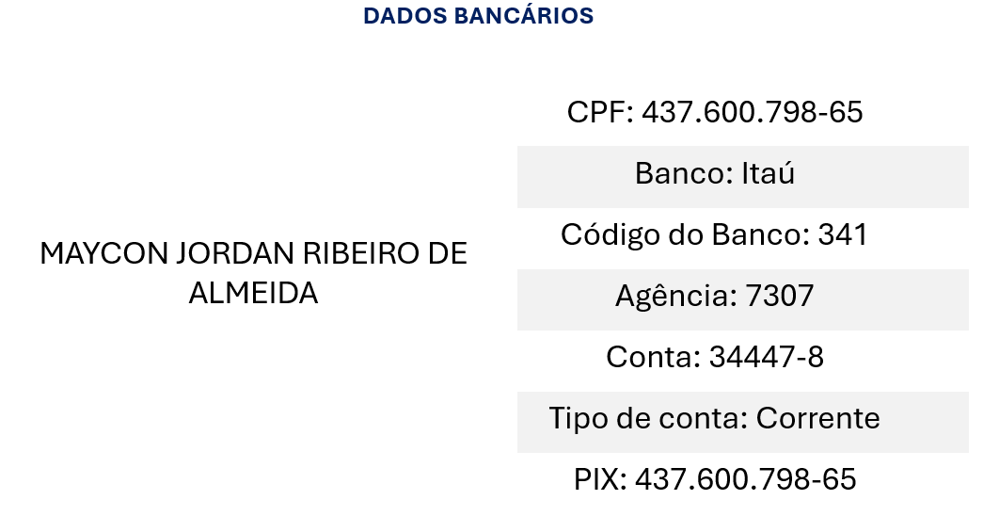 DADOS BANCÁRIOS
MAYCON JORDAN RIBEIRO DE
ALMEIDA
CPF: 437.600.798-65
Banco: Itaú
Código do Banco: 341
Agência: 7307
Conta: 34447-8
Tipo de conta: Corrente
PIX: 437.600.798-65